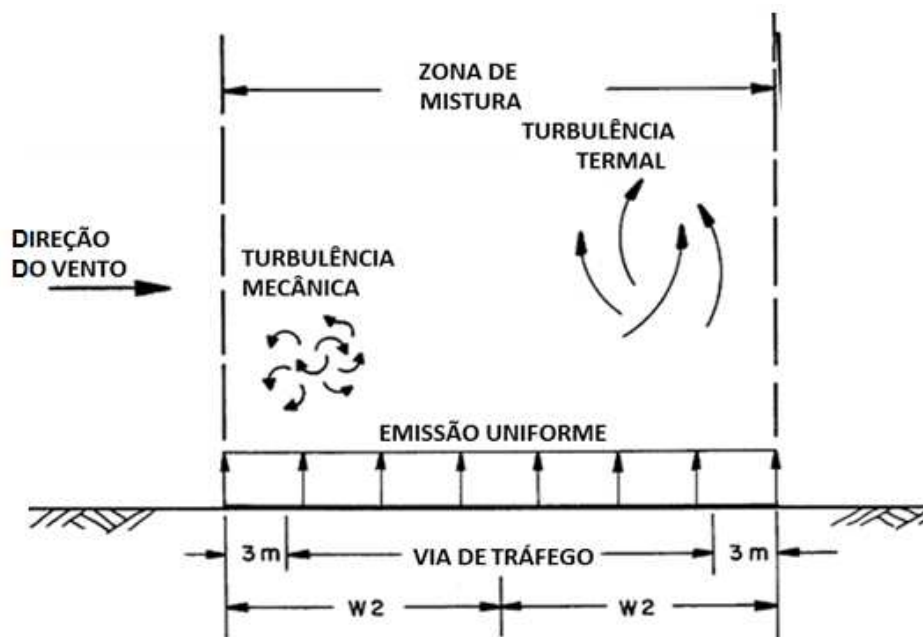 ZONA DE
MISTURA
TURBULÊNCIA
TERMAL
DIREÇÃO
DO VENTO
TURBULÊNCIA
MECÂNICA
EMISSÃO UNIFORME
3 m
VIA DE TRÁFEGO
3 m
W2
W2